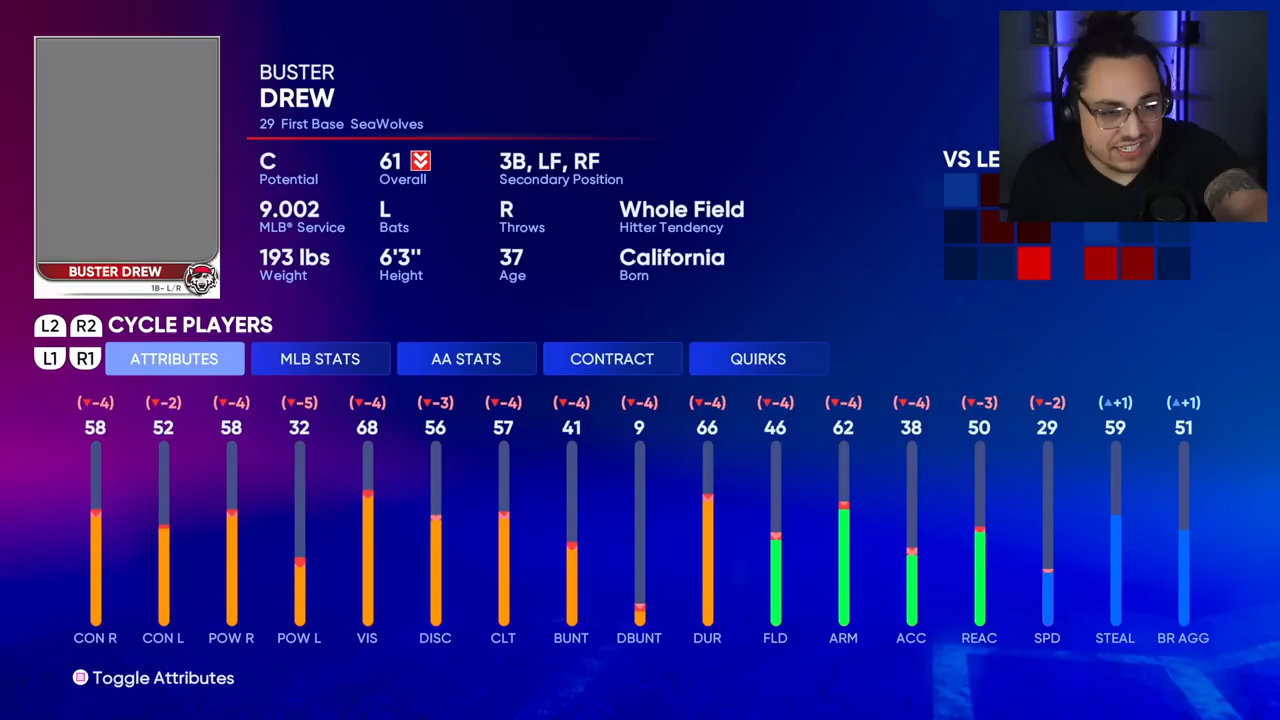 BUSTER
DREW
29 First Base SeaWolves
C
Potential
61
Overall
3B, LF, RF
Secondary Position
9.002
MLB® Service
L
Bats
R
Throws
Whole Field
Hitter Tendency
193 lbs
Weight
6'3"
Height
37
Age
California
Born
VS LE
BUSTER DREW
1B- L/R
L2 R2 CYCLE PLAYERS
L1 R1 ATTRIBUTES MLB STATS AA STATS CONTRACT QUIRKS
(▼-4) (▼-2) (▼-4) (▼-5) (▼-4) (▼-3) (▼-4) (▼-4) (▼-4) (▼-4) (▼-4) (▼-4) (▼-4) (▼-3) (▼-2) (▲+1) (▲+1)
58 52 58 32 68 56 57 41 9 66 46 62 38 50 29 59 51
CON R CON L POW R POW L VIS DISC CLT BUNT DBUNT DUR FLD ARM ACC REAC SPD STEAL BR AGG
Toggle Attributes